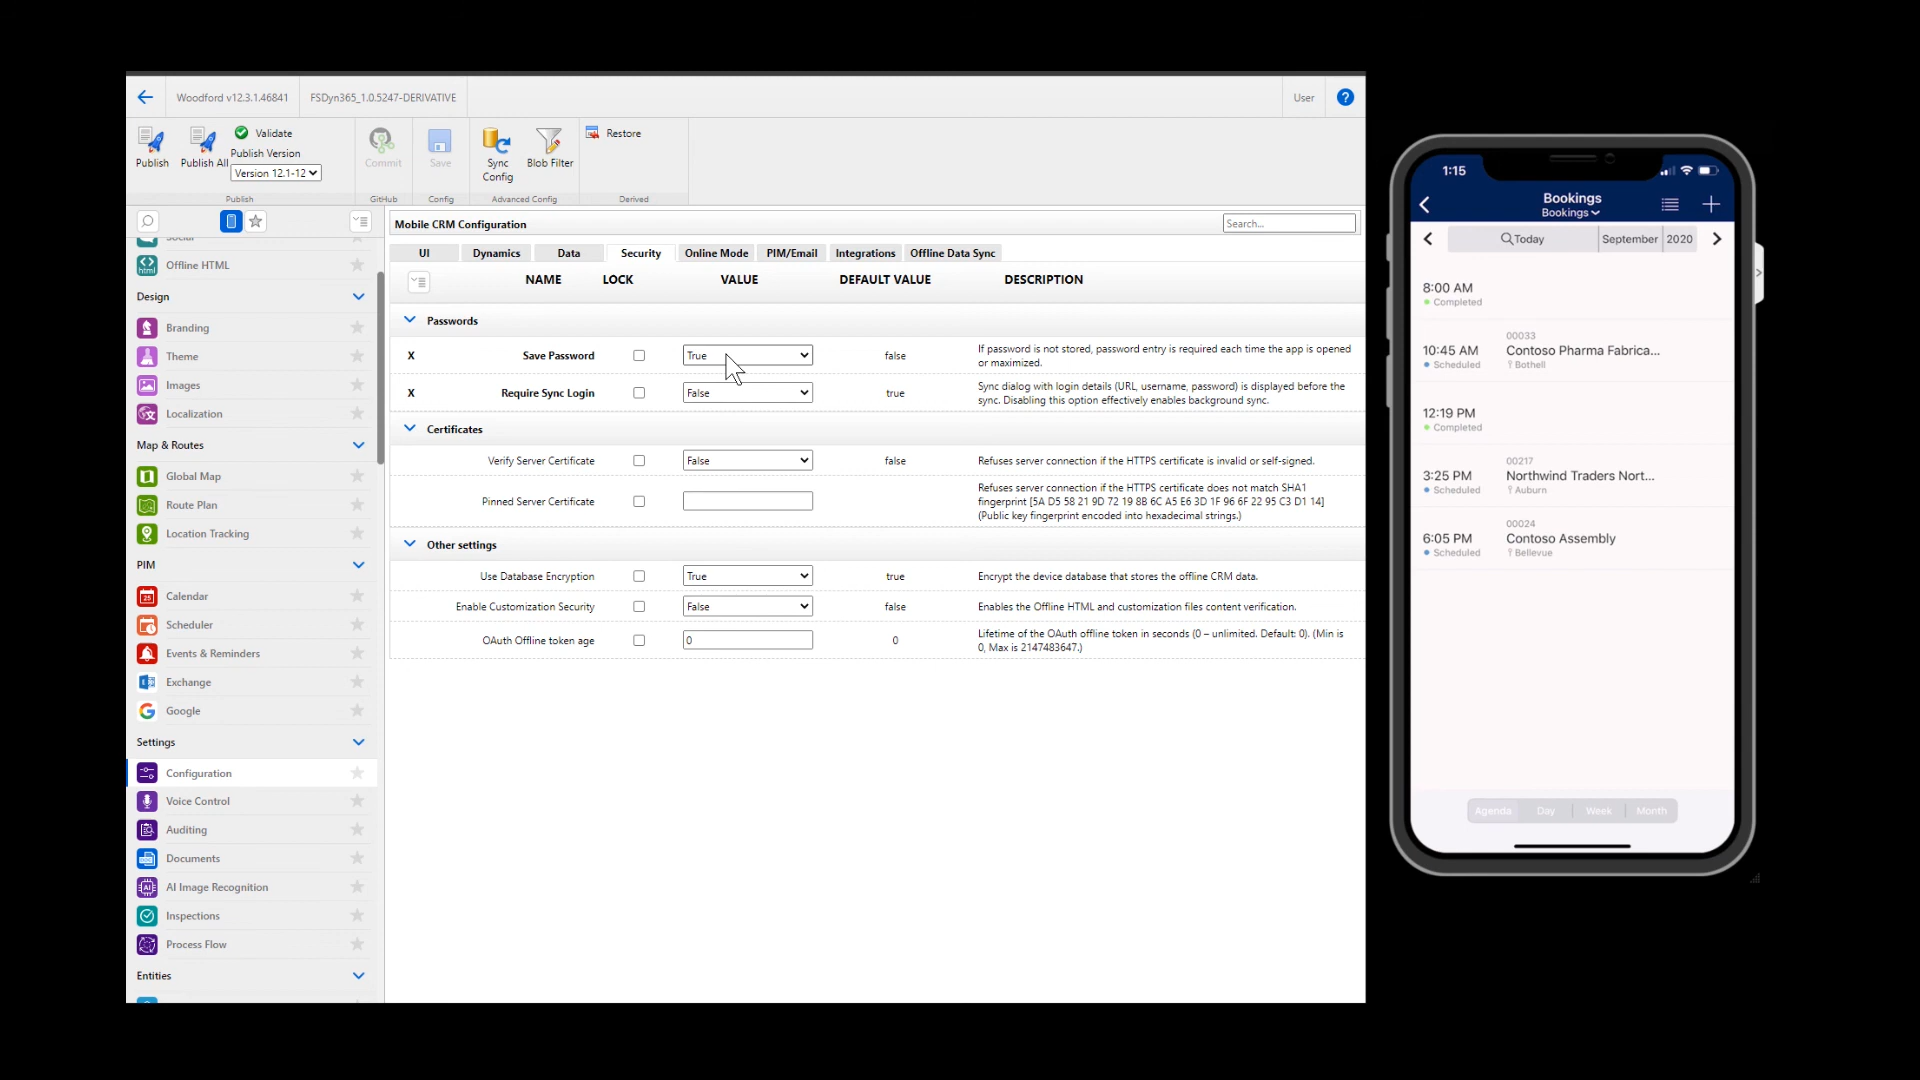 Woodford v12.3.1.46841
FSDyn365_1.0.5247-DERIVATIVE
User
?
Publish
Publish All
Validate
Publish Version
Version 12.1-12
Publish
Commit
GitHub
Save
Config
Sync
Config
Blob Filter
Advanced Config
Restore
Derived
Social
html
Offline HTML
Design
Branding
Theme
Images
Localization
Map & Routes
Global Map
Route Plan
Location Tracking
PIM
25
Calendar
Scheduler
Events & Reminders
Exchange
Google
Settings
Configuration
Voice Control
Auditing
Documents
AI
AI Image Recognition
Inspections
Process Flow
Entities
Mobile CRM Configuration
Search...
UI
Dynamics
Data
Security
Online Mode
PIM/Email
Integrations
Offline Data Sync
NAME
LOCK
VALUE
DEFAULT VALUE
DESCRIPTION
Passwords
X
Save Password
True
false
If password is not stored, password entry is required each time the app is opened
or maximized.
X
Require Sync Login
False
true
Sync dialog with login details (URL, username, password) is displayed before the
sync. Disabling this option effectively enables background sync.
Certificates
Verify Server Certificate
False
false
Refuses server connection if the HTTPS certificate is invalid or self-signed.
Pinned Server Certificate
Refuses server connection if the HTTPS certificate does not match SHA1
fingerprint [5A D5 58 21 9D 72 19 8B 6C A5 E6 3D 1F 96 6F 22 95 C3 D1 14]
(Public key fingerprint encoded into hexadecimal strings.)
Other settings
Use Database Encryption
True
true
Encrypt the device database that stores the offline CRM data.
Enable Customization Security
False
false
Enables the Offline HTML and customization files content verification.
OAuth Offline token age
0
0
Lifetime of the OAuth offline token in seconds (0 – unlimited. Default: 0). (Min is
0, Max is 2147483647.)
1:15
Bookings
Bookings
Today
September
2020
8:00 AM
Completed
00033
10:45 AM
Contoso Pharma Fabrica...
Scheduled
Bothell
12:19 PM
Completed
00217
3:25 PM
Northwind Traders Nort...
Scheduled
Auburn
00024
6:05 PM
Contoso Assembly
Scheduled
Bellevue
Agenda
Day
Week
Month